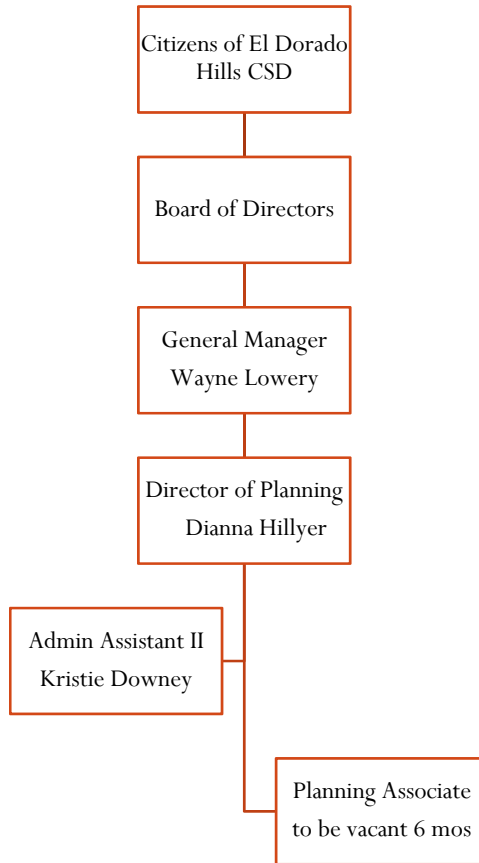 Citizens of El Dorado
Hills CSD
Board of Directors
General Manager
Wayne Lowery
Director of Planning
Dianna Hillyer
Admin Assistant II
Kristie Downey
Planning Associate
to be vacant 6 mos